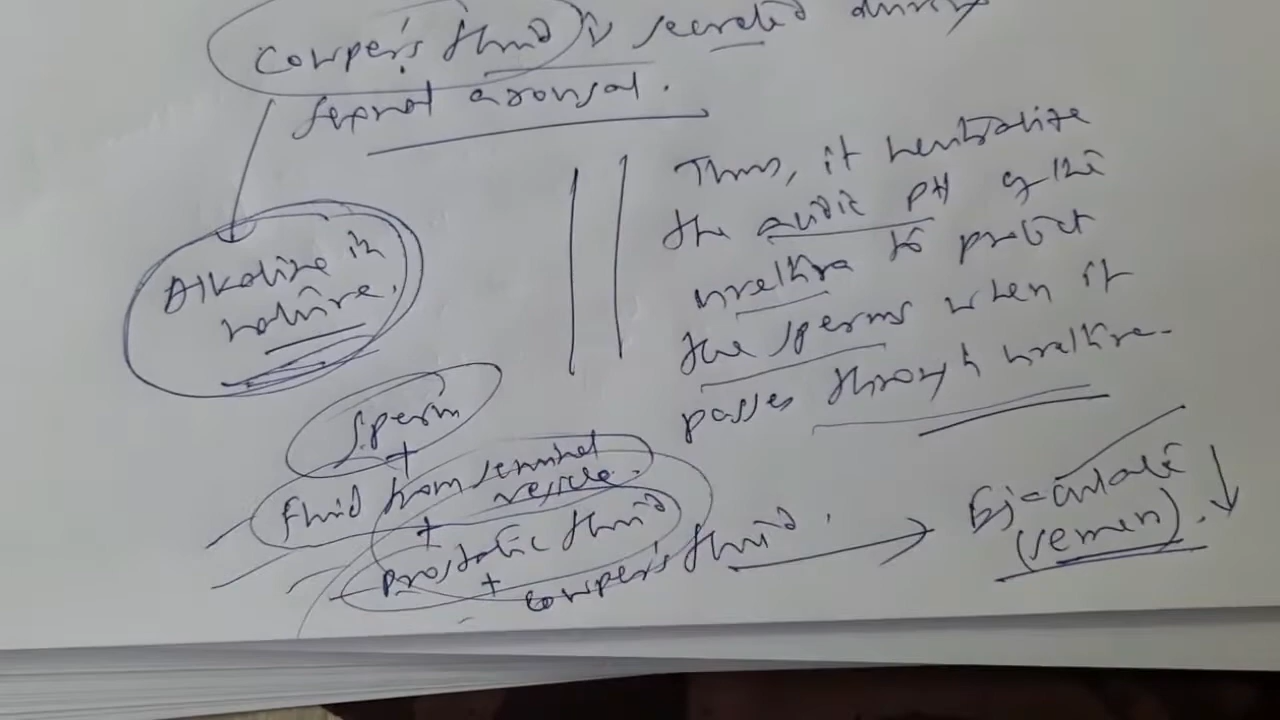 Cowper's fluid is secreted during
sexual arousal.
Alkaline in
nature.
Thus, it neutralize
the acidic pH of the
urethra to protect
the sperms when it
passes through urethra.
Sperm
+
Fluid from seminal
vesicle.
+
prostatic fluid
+
cowper's fluid.
Ejaculate
(semen).